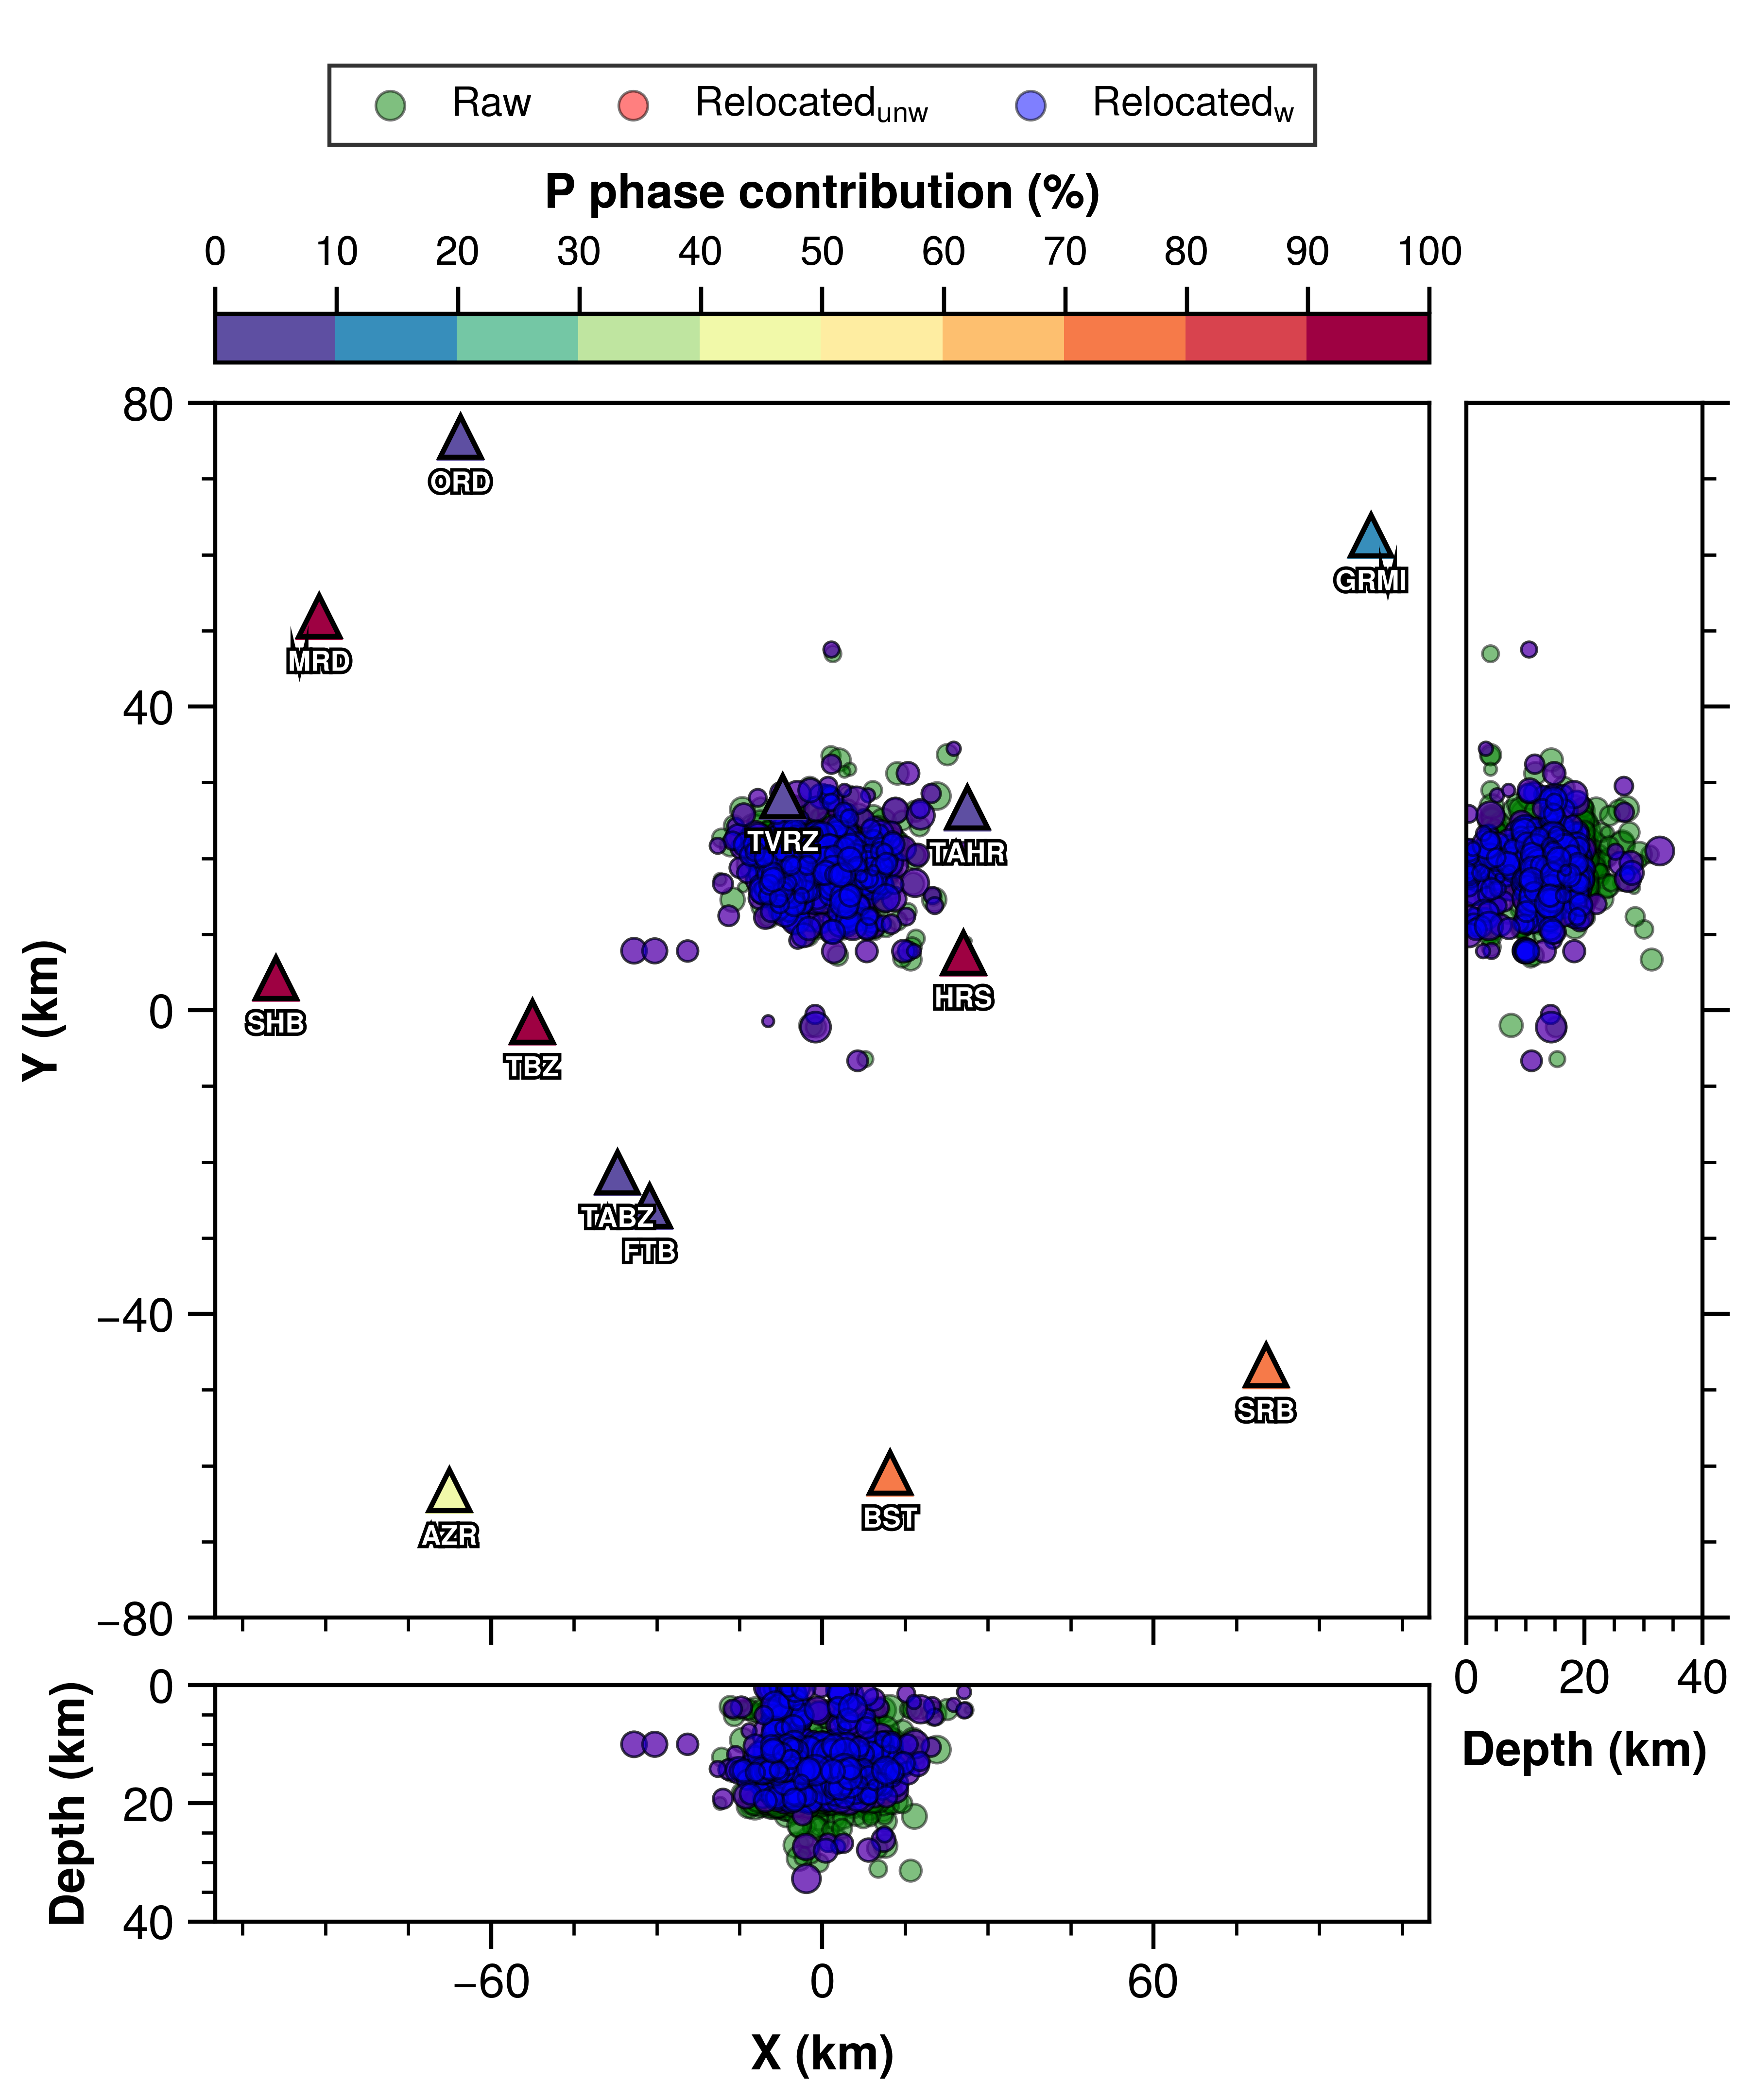 Raw Relocatedunw Relocatedw
P phase contribution (%)
0 10 20 30 40 50 60 70 80 90 100
80
ORD
GRMI
MRD
40
TVRZ
TAHR
HRS
0
SHB
TBZ
Y (km)
TABZ
FTB
−40
SRB
BST
AZR
−80
0 20 40
Depth (km)
0
20
40
Depth (km)
−60 0 60
X (km)